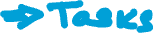 → Tasks